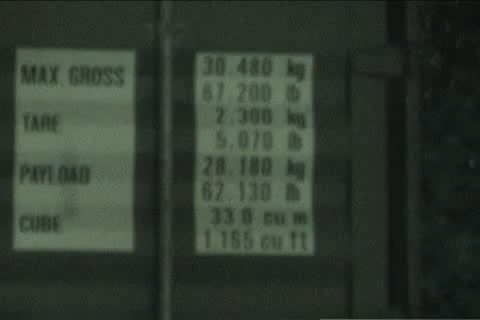 MAX. GROSS 30.480 kg
67.200 lb
TARE 2.300 kg
5.070 lb
PAYLOAD 28.180 kg
62.130 lb
CUBE 33.0 cu m
1.165 cu ft